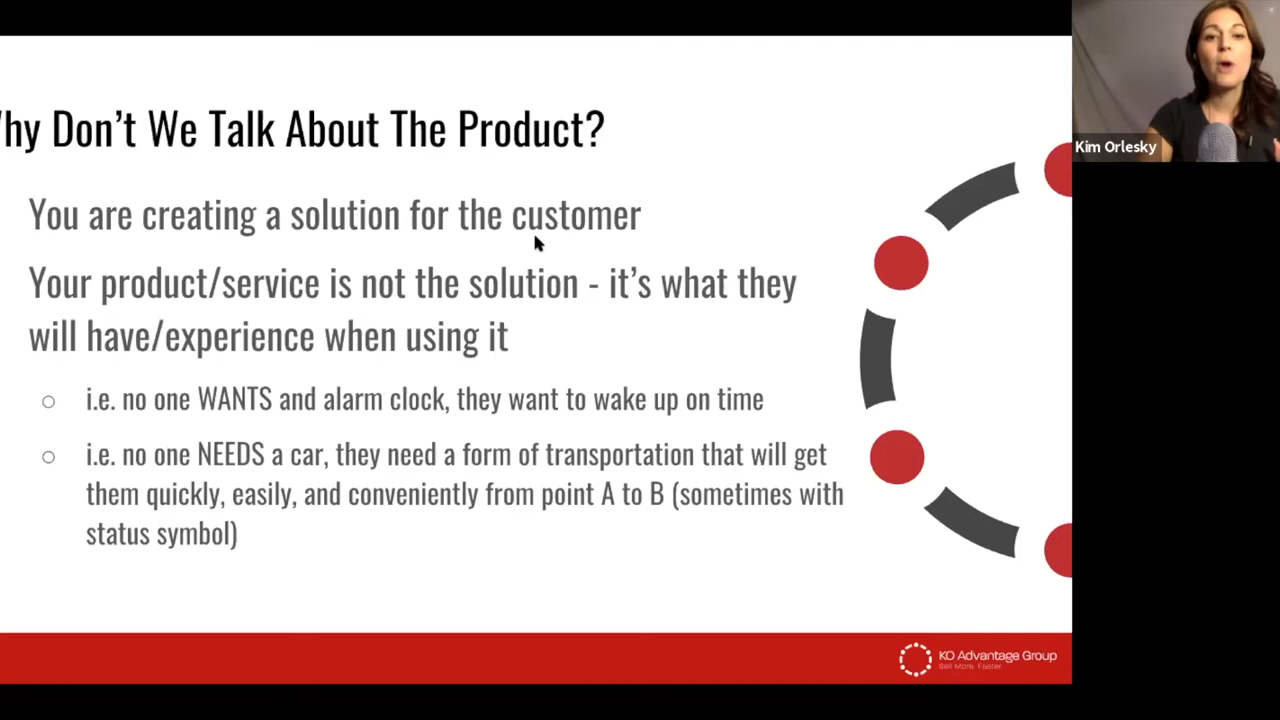 hy Don't We Talk About The Product?
Kim Orlesky
You are creating a solution for the customer
Your product/service is not the solution - it's what they
will have/experience when using it
○ i.e. no one WANTS and alarm clock, they want to wake up on time
○ i.e. no one NEEDS a car, they need a form of transportation that will get
them quickly, easily, and conveniently from point A to B (sometimes with
status symbol)
KO Advantage Group
Sell More. Faster.